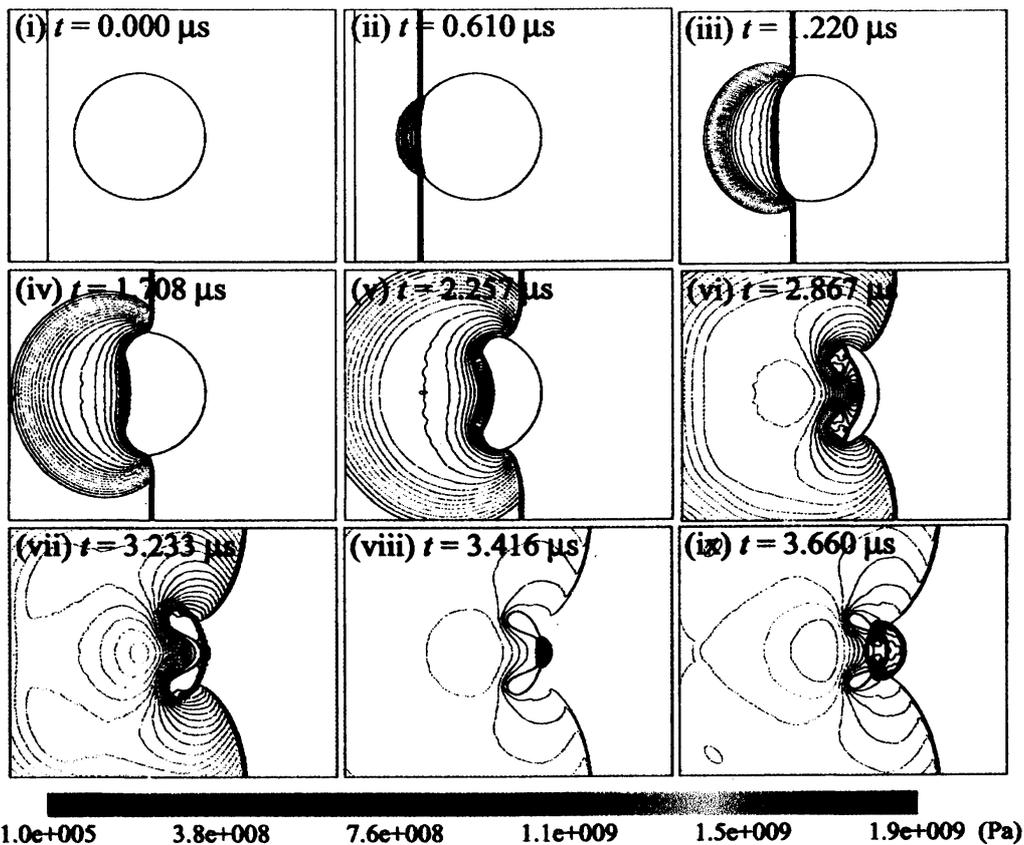 (i) t = 0.000 μs
(ii) t = 0.610 μs
(iii) t = .220 μs
(iv) t = 1.708 μs
(v) t = 2.257 μs
(vi) t = 2.867 μs
(vii) t = 3.233 μs
(viii) t = 3.416 μs
(ix) t = 3.660 μs
1.0e+005 3.8e+008 7.6e+008 1.1e+009 1.5e+009 1.9e+009 (Pa)